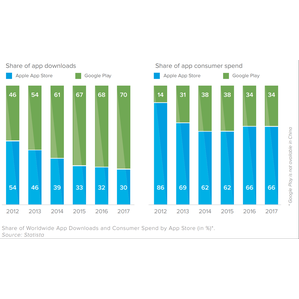 Share of app downloads
Apple App Store Google Play
46 54 61 67 68 70
54 46 39 33 32 30
2012 2013 2014 2015 2016 2017
Share of app consumer spend
Apple App Store Google Play
14 31 38 38 34 34
86 69 62 62 66 66
2012 2013 2014 2015 2016 2017
* Google Play is not available in China
Share of Worldwide App Downloads and Consumer Spend by App Store (in %)*.
Source: Statista